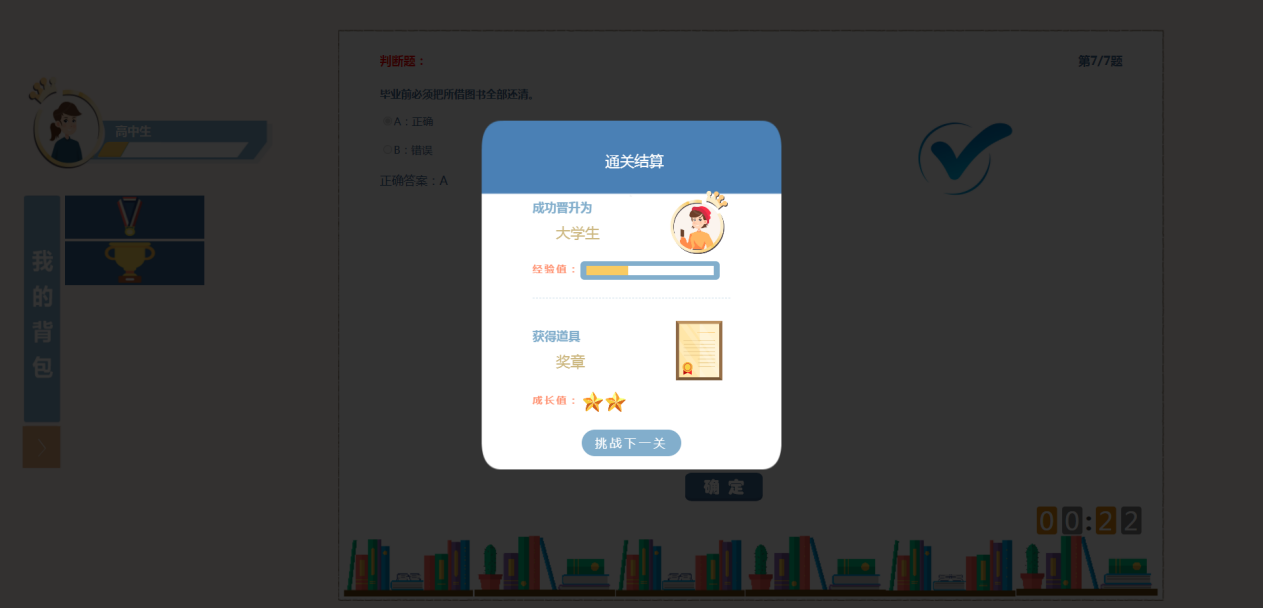 判断题：
第7/7题
毕业前必须把所借图书全部还清。
A：正确
B：错误
正确答案：A
高中生
我的背包
通关结算
成功晋升为
大学生
经验值：
获得道具
奖章
成长值：
挑战下一关
确 定
00:22